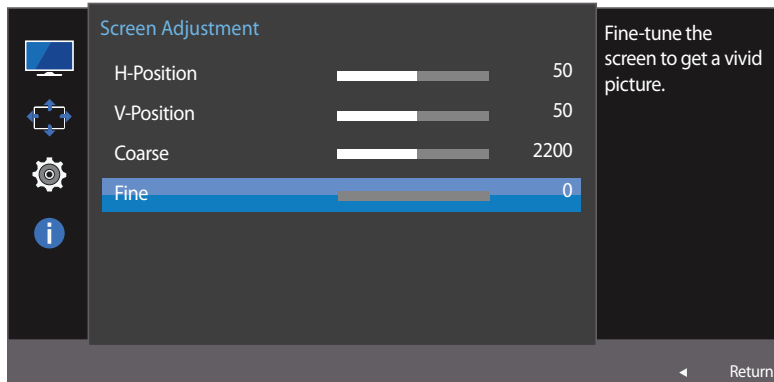 Screen Adjustment
H-Position 50
V-Position 50
Coarse 2200
Fine 0
Fine-tune the
screen to get a vivid
picture.
Return